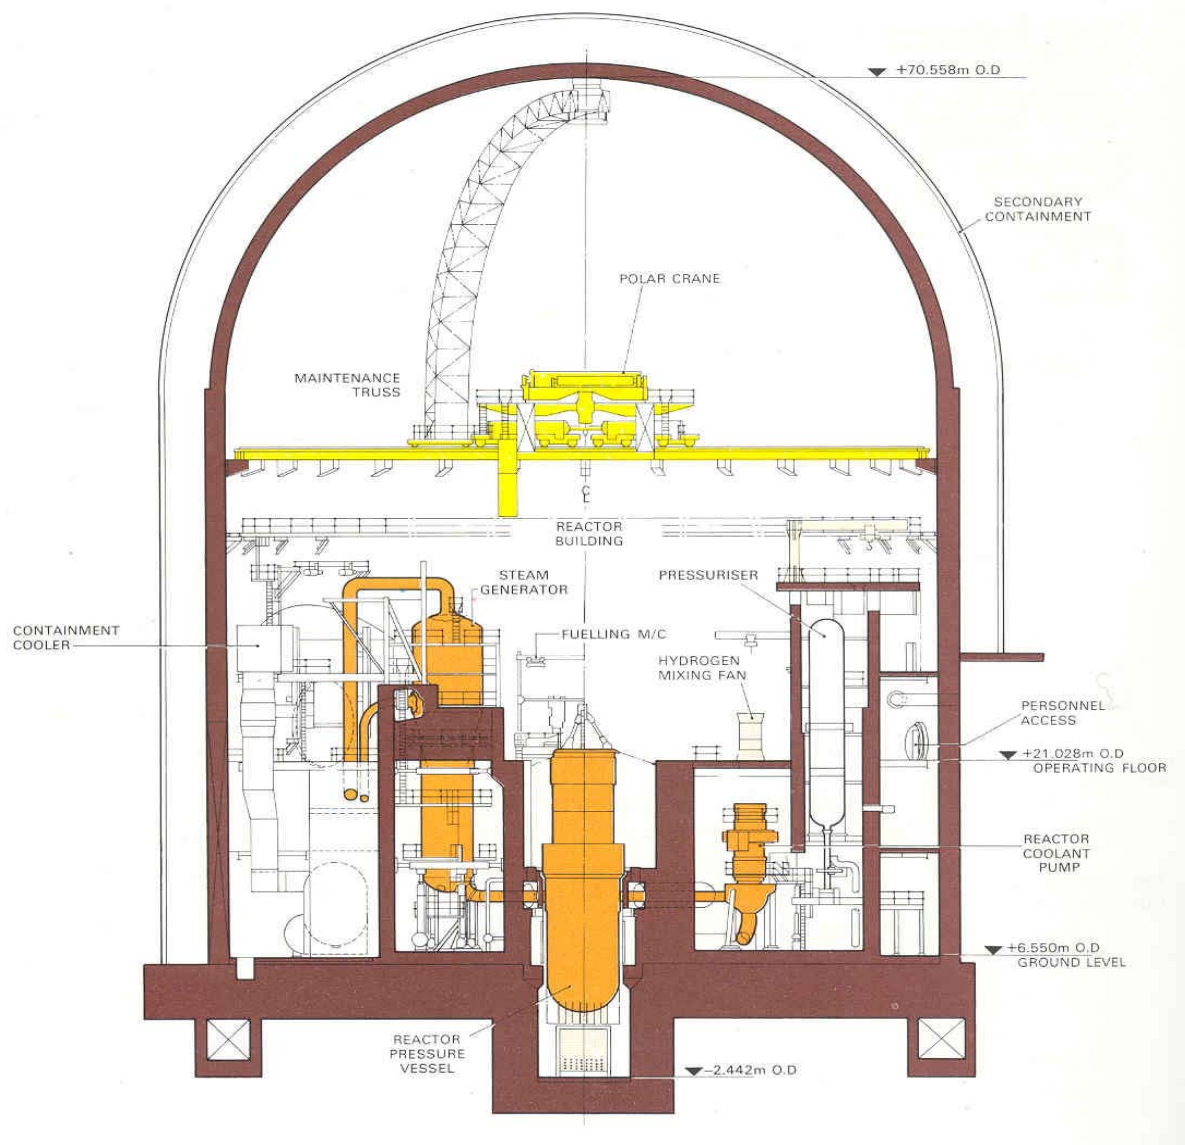 +70.558m O.D
SECONDARY
CONTAINMENT
POLAR CRANE
MAINTENANCE
TRUSS
C
L
REACTOR
BUILDING
STEAM
GENERATOR
PRESSURISER
CONTAINMENT
COOLER
FUELLING M/C
HYDROGEN
MIXING FAN
PERSONNEL
ACCESS
+21.028m O.D
OPERATING FLOOR
REACTOR
COOLANT
PUMP
+6.550m O.D
GROUND LEVEL
REACTOR
PRESSURE
VESSEL
-2.442m O.D